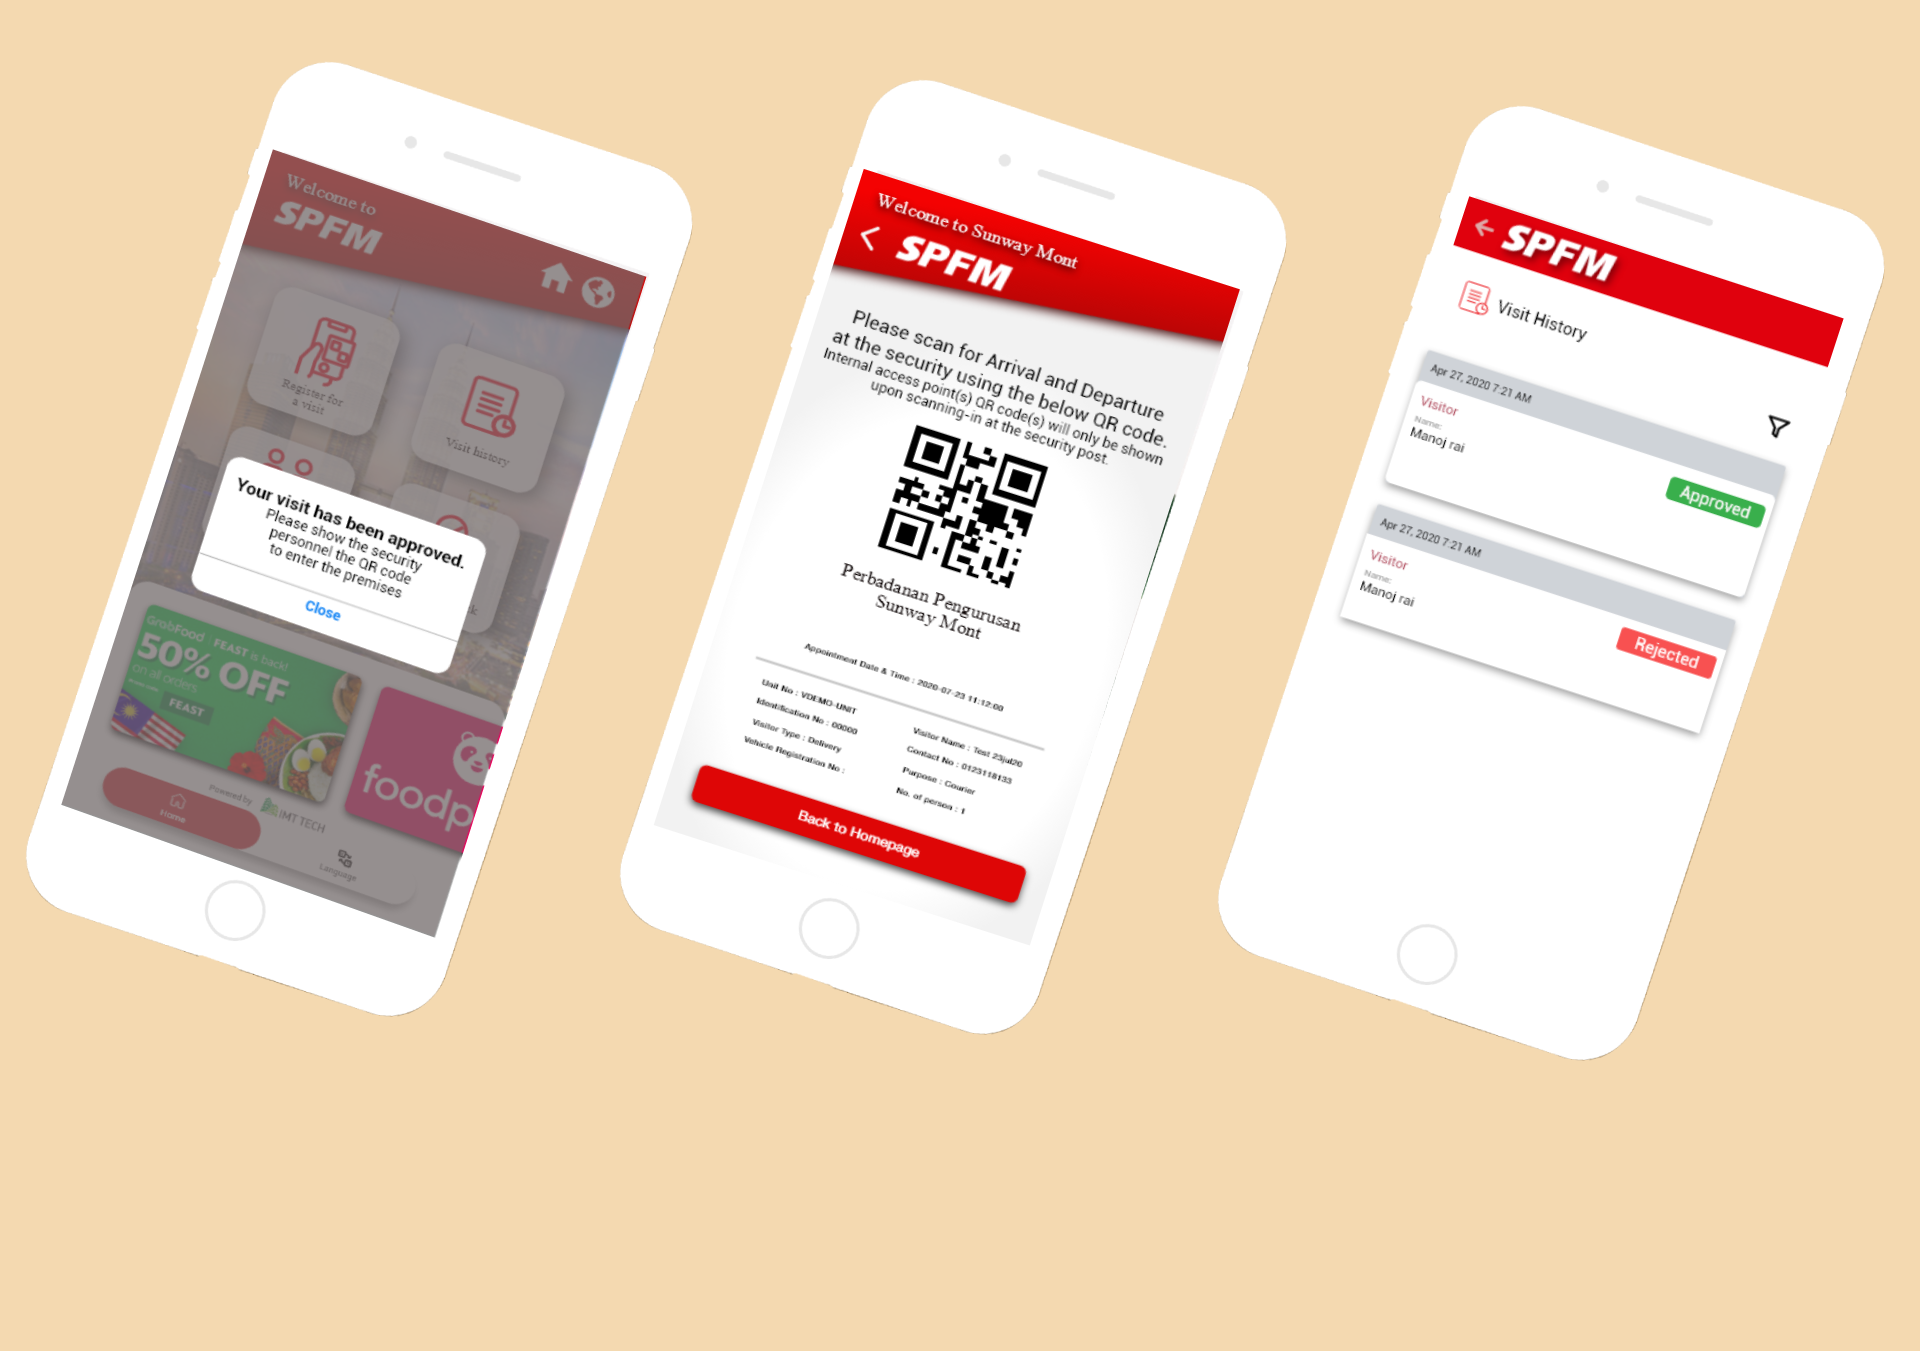 Welcome to
SPFM
Register for
a visit
Visit history
Your visit has been approved.
Please show the security
personnel the QR code
to enter the premises
Close
GrabFood
FEAST is back!
50% OFF
on all orders
FEAST
foodp
Powered by
IMT TECH
Home
Language
Welcome to Sunway Mont
SPFM
Please scan for Arrival and Departure
at the security using the below QR code.
Internal access point(s) QR code(s) will only be shown
upon scanning-in at the security post.
Perbadanan Pengurusan
Sunway Mont
Appointment Date & Time : 2020-07-23 11:12:00
Unit No : VDEMO-UNIT
Identification No : 00000
Visitor Type : Delivery
Vehicle Registration No :
Visitor Name : Test 23jul20
Contact No : 0123118133
Purpose : Courier
No. of person : 1
Back to Homepage
SPFM
Visit History
Apr 27, 2020 7:21 AM
Visitor
Name:
Manoj rai
Approved
Apr 27, 2020 7:21 AM
Visitor
Name:
Manoj rai
Rejected